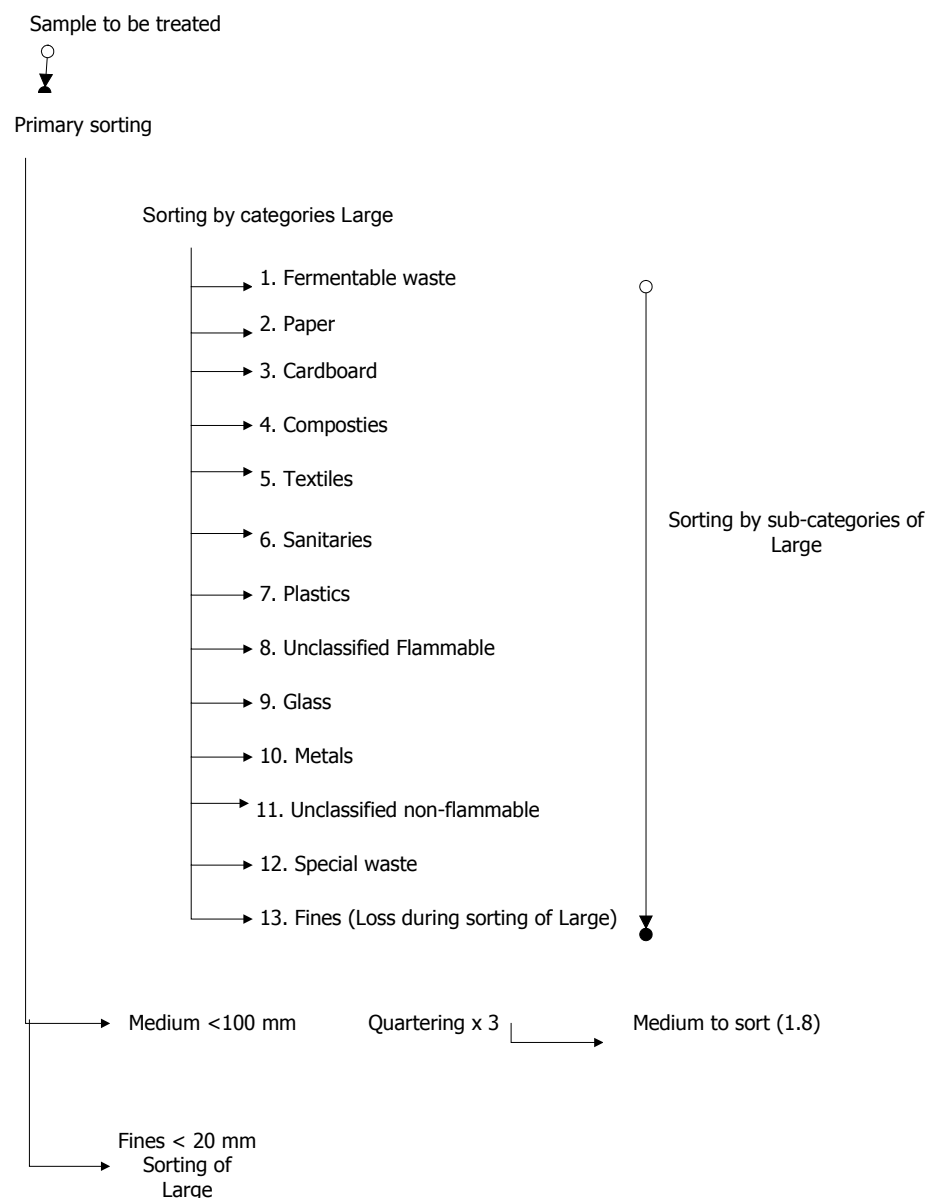 Sample to be treated
Primary sorting
Sorting by categories Large
1. Fermentable waste
2. Paper
3. Cardboard
4. Composties
5. Textiles
6. Sanitaries
7. Plastics
8. Unclassified Flammable
9. Glass
10. Metals
11. Unclassified non-flammable
12. Special waste
13. Fines (Loss during sorting of Large)
Sorting by sub-categories of
Large
Medium <100 mm
Quartering x 3
Medium to sort (1.8)
Fines < 20 mm
Sorting of
Large